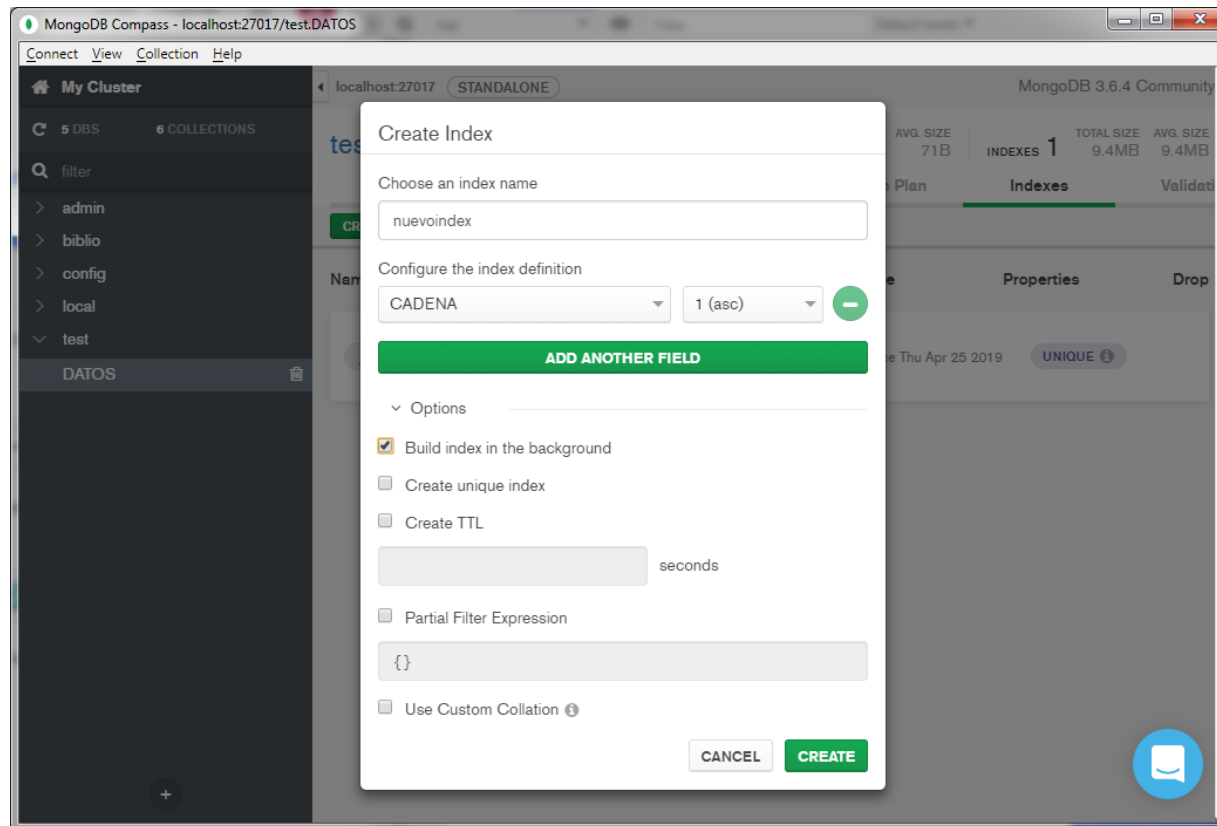 MongoDB Compass - localhost:27017/test.DATOS
Connect View Collection Help
My Cluster
localhost:27017 STANDALONE
MongoDB 3.6.4 Community
5 DBS 6 COLLECTIONS
filter
admin
biblio
config
local
test
DATOS
tes
AVG. SIZE
71B
INDEXES 1
TOTAL SIZE
9.4MB
AVG. SIZE
9.4MB
Plan
Indexes
Validati
CR
Nam
e
Properties
Drop
e Thu Apr 25 2019
UNIQUE
Create Index
Choose an index name
nuevoindex
Configure the index definition
CADENA
1 (asc)
ADD ANOTHER FIELD
Options
Build index in the background
Create unique index
Create TTL
seconds
Partial Filter Expression
{}
Use Custom Collation
CANCEL
CREATE